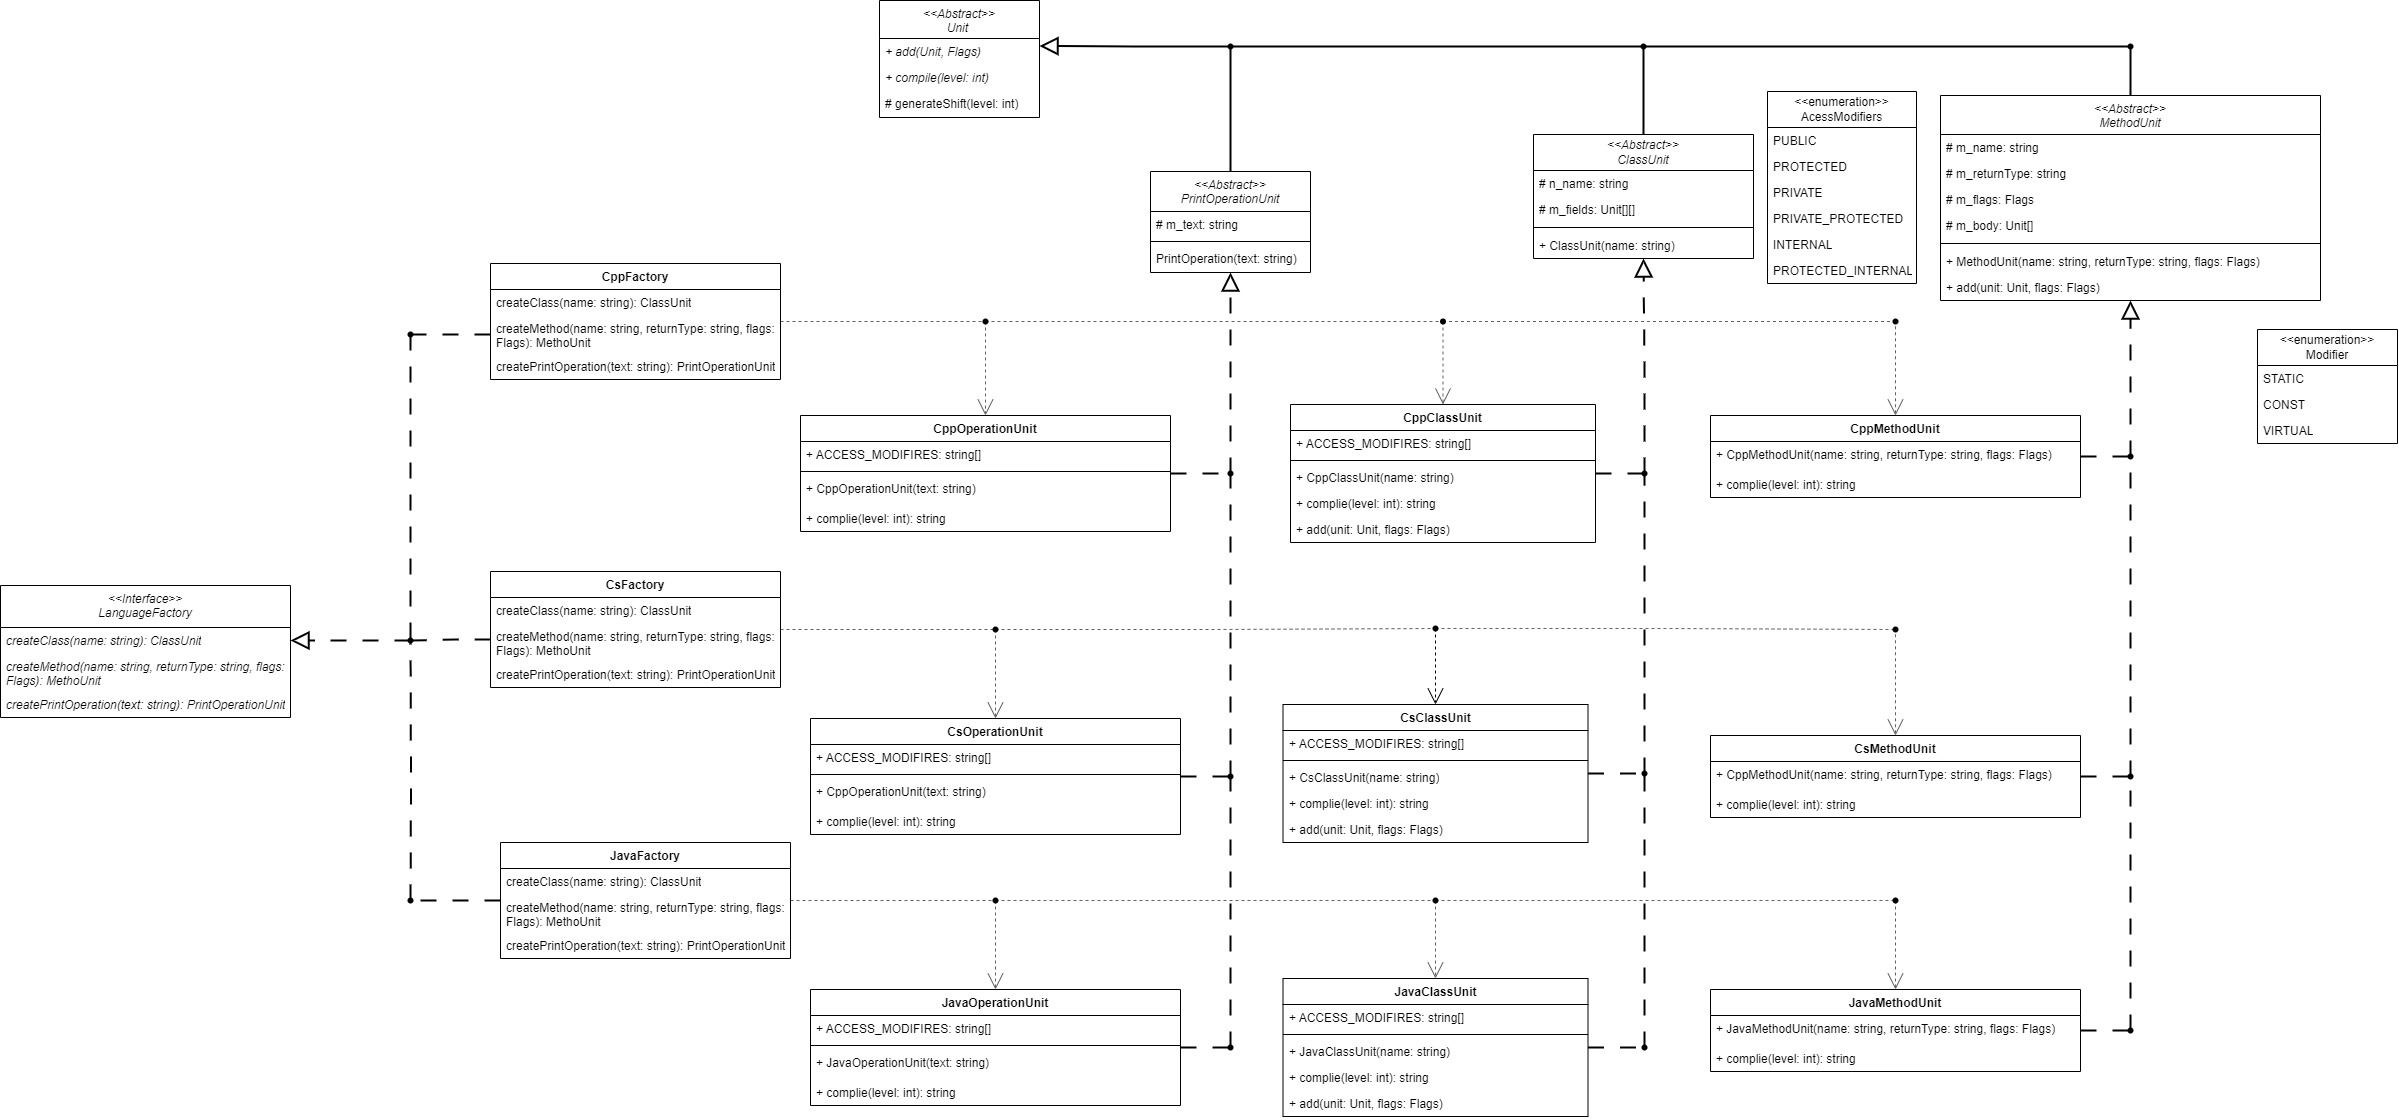 <<Abstract>>
Unit
+ add(Unit, Flags)
+ compile(level: int)
# generateShift(level: int)
<<Abstract>>
PrintOperationUnit
# m_text: string
PrintOperation(text: string)
<<Abstract>>
ClassUnit
# n_name: string
# m_fields: Unit[][]
+ ClassUnit(name: string)
<<enumeration>>
AcessModifiers
PUBLIC
PROTECTED
PRIVATE
PRIVATE_PROTECTED
INTERNAL
PROTECTED_INTERNAL
<<Abstract>>
MethodUnit
# m_name: string
# m_returnType: string
# m_flags: Flags
# m_body: Unit[]
+ MethodUnit(name: string, returnType: string, flags: Flags)
+ add(unit: Unit, flags: Flags)
<<enumeration>>
Modifier
STATIC
CONST
VIRTUAL
CppFactory
createClass(name: string): ClassUnit
createMethod(name: string, returnType: string, flags:
Flags): MethoUnit
createPrintOperation(text: string): PrintOperationUnit
CppOperationUnit
+ ACCESS_MODIFIRES: string[]
+ CppOperationUnit(text: string)
+ complie(level: int): string
CppClassUnit
+ ACCESS_MODIFIRES: string[]
+ CppClassUnit(name: string)
+ complie(level: int): string
+ add(unit: Unit, flags: Flags)
CppMethodUnit
+ CppMethodUnit(name: string, returnType: string, flags: Flags)
+ complie(level: int): string
<<Interface>>
LanguageFactory
createClass(name: string): ClassUnit
createMethod(name: string, returnType: string, flags:
Flags): MethoUnit
createPrintOperation(text: string): PrintOperationUnit
CsFactory
createClass(name: string): ClassUnit
createMethod(name: string, returnType: string, flags:
Flags): MethoUnit
createPrintOperation(text: string): PrintOperationUnit
CsOperationUnit
+ ACCESS_MODIFIRES: string[]
+ CppOperationUnit(text: string)
+ complie(level: int): string
CsClassUnit
+ ACCESS_MODIFIRES: string[]
+ CsClassUnit(name: string)
+ complie(level: int): string
+ add(unit: Unit, flags: Flags)
CsMethodUnit
+ CppMethodUnit(name: string, returnType: string, flags: Flags)
+ complie(level: int): string
JavaFactory
createClass(name: string): ClassUnit
createMethod(name: string, returnType: string, flags:
Flags): MethoUnit
createPrintOperation(text: string): PrintOperationUnit
JavaOperationUnit
+ ACCESS_MODIFIRES: string[]
+ JavaOperationUnit(text: string)
+ complie(level: int): string
JavaClassUnit
+ ACCESS_MODIFIRES: string[]
+ JavaClassUnit(name: string)
+ complie(level: int): string
+ add(unit: Unit, flags: Flags)
JavaMethodUnit
+ JavaMethodUnit(name: string, returnType: string, flags: Flags)
+ complie(level: int): string